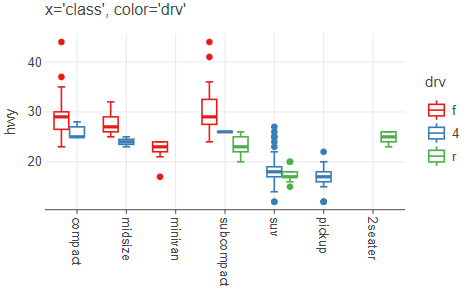 x='class', color='drv'
40
30
20
hwy
compact
midsize
minivan
subcompact
suv
pickup
2seater
drv
f
4
r